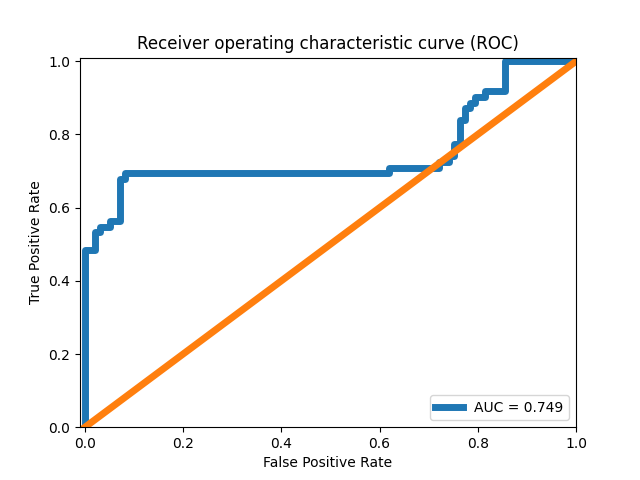 Receiver operating characteristic curve (ROC)
True Positive Rate
1.0
0.8
0.6
0.4
0.2
0.0
0.0 0.2 0.4 0.6 0.8 1.0
False Positive Rate
AUC = 0.749